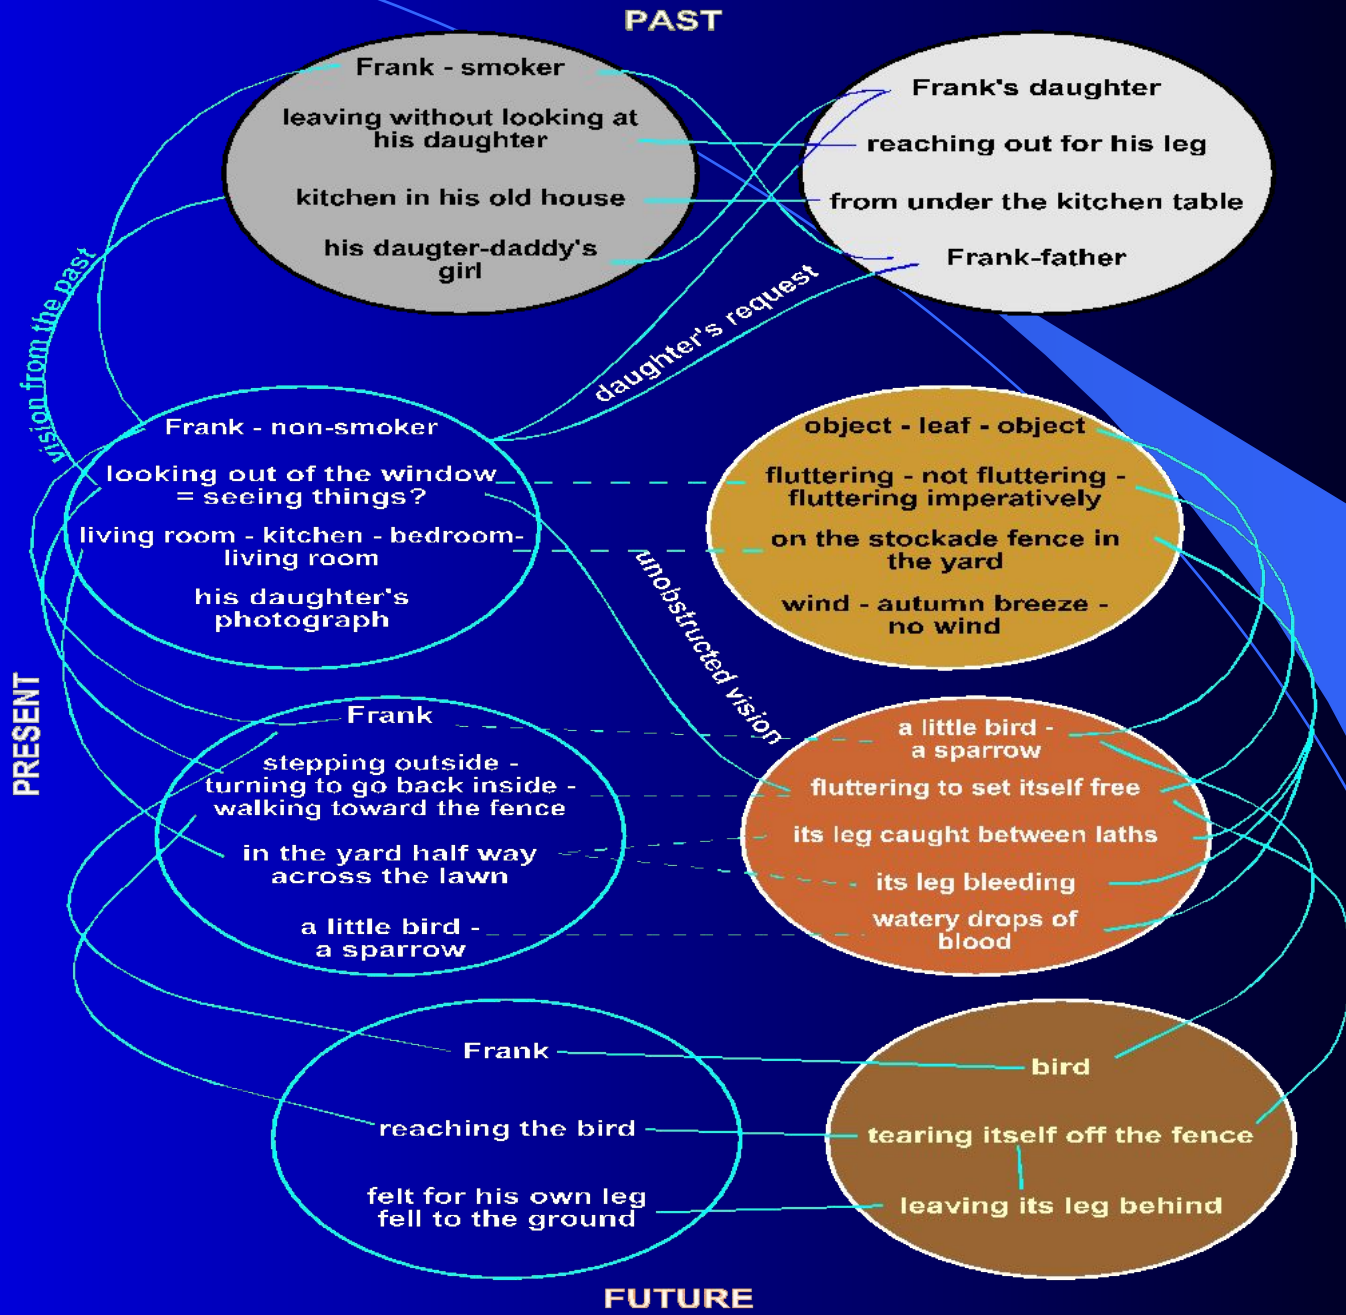 PAST
Frank - smoker
leaving without looking at
his daughter
kitchen in his old house
his daugter-daddy's
girl
Frank's daughter
reaching out for his leg
from under the kitchen table
Frank-father
vision from the past
daughter's request
Frank - non-smoker
looking out of the window
= seeing things?
living room - kitchen - bedroom-
living room
his daughter's
photograph
object - leaf - object
fluttering - not fluttering -
fluttering imperatively
on the stockade fence in
the yard
wind - autumn breeze -
no wind
unobstructed vision
PRESENT
Frank
stepping outside -
turning to go back inside -
walking toward the fence
in the yard half way
across the lawn
a little bird -
a sparrow
a little bird -
a sparrow
fluttering to set itself free
its leg caught between laths
its leg bleeding
watery drops of
blood
Frank
reaching the bird
felt for his own leg
fell to the ground
bird
tearing itself off the fence
leaving its leg behind
FUTURE